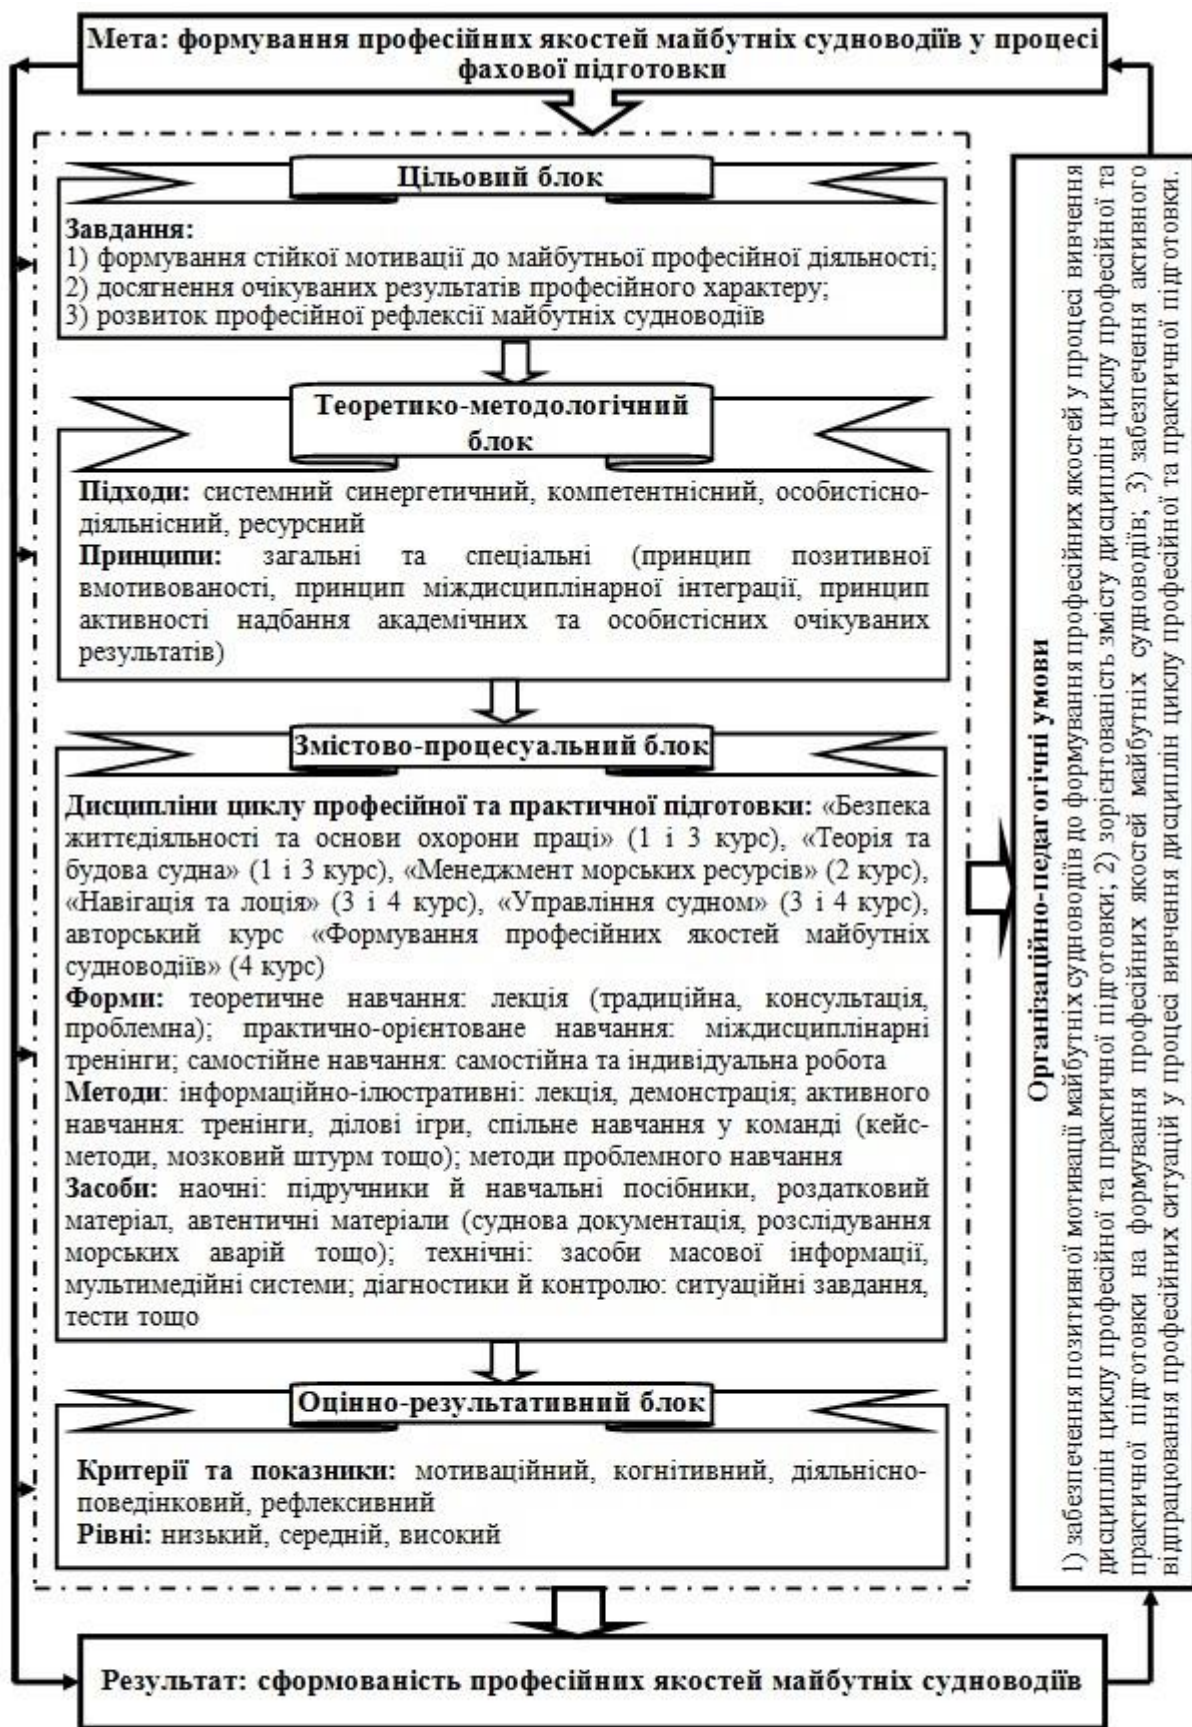 Мета: формування професійних якостей майбутніх судноводіїв у процесі
фахової підготовки
Цільовий блок
Завдання:
1) формування стійкої мотивації до майбутньої професійної діяльності;
2) досягнення очікуваних результатів професійного характеру;
3) розвиток професійної рефлексії майбутніх судноводіїв
Теоретико-методологічний
блок
Підходи: системний синергетичний, компетентнісний, особистісно-
діяльнісний, ресурсний
Принципи: загальні та спеціальні (принцип позитивної
вмотивованості, принцип міждисциплінарної інтеграції, принцип
активності надбання академічних та особистісних очікуваних
результатів)
Змістово-процесуальний блок
Дисципліни циклу професійної та практичної підготовки: «Безпека
життєдіяльності та основи охорони праці» (1 і 3 курс), «Теорія та
будова судна» (1 і 3 курс), «Менеджмент морських ресурсів» (2 курс),
«Навігація та лоція» (3 і 4 курс), «Управління судном» (3 і 4 курс),
авторський курс «Формування професійних якостей майбутніх
судноводіїв» (4 курс)
Форми: теоретичне навчання: лекція (традиційна, консультація,
проблемна); практично-орієнтоване навчання: міждисциплінарні
тренінги; самостійне навчання: самостійна та індивідуальна робота
Методи: інформаційно-ілюстративні: лекція, демонстрація; активного
навчання: тренінги, ділові ігри, спільне навчання у команді (кейс-
методи, мозковий штурм тощо); методи проблемного навчання
Засоби: наочні: підручники й навчальні посібники, роздатковий
матеріал, автентичні матеріали (суднова документація, розслідування
морських аварій тощо); технічні: засоби масової інформації,
мультимедійні системи; діагностики й контролю: ситуаційні завдання,
тести тощо
Оцінно-результативний блок
Критерії та показники: мотиваційний, когнітивний, діяльнісно-
поведінковий, рефлексивний
Рівні: низький, середній, високий
Організаційно-педагогічні умови
1) забезпечення позитивної мотивації майбутніх судноводіїв до формування професійних якостей у процесі вивчення
дисциплін циклу професійної та практичної підготовки; 2) зорієнтованість змісту дисциплін циклу професійної та
практичної підготовки на формування професійних якостей майбутніх судноводіїв; 3) забезпечення активного
відпрацювання професійних ситуацій у процесі вивчення дисциплін циклу професійної та практичної підготовки.
Результат: сформованість професійних якостей майбутніх судноводіїв